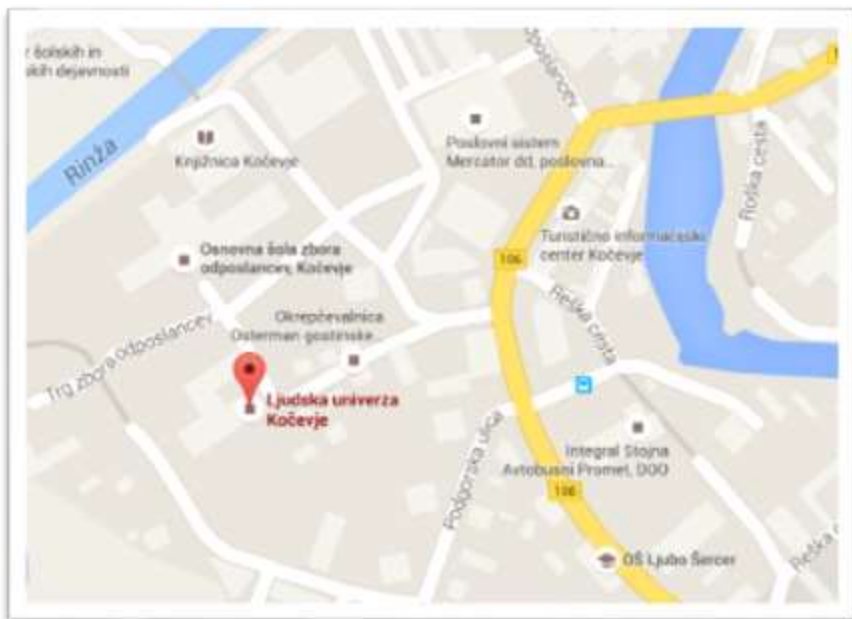 šolskih in
dejavnosti
Rinža
Knjižnica Kočevje
Poslovni sistem
Mercator dd, poslovna...
odposlancev
Roška cesta
Osnovna šola zbora
odposlancev, Kočevje
Turistično informacijski
center Kočevje
106
Reška cesta
Okrepčevalnica
Osterman gostinske...
Trg zbora odposlancev
Ljudska univerza
Kočevje
Podgorska ulica
Integral Stojna
Avtobusni Promet, DOO
106
OŠ Ljubo Šercer
Reška